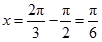 x = 2π/3 − π/2 = π/6